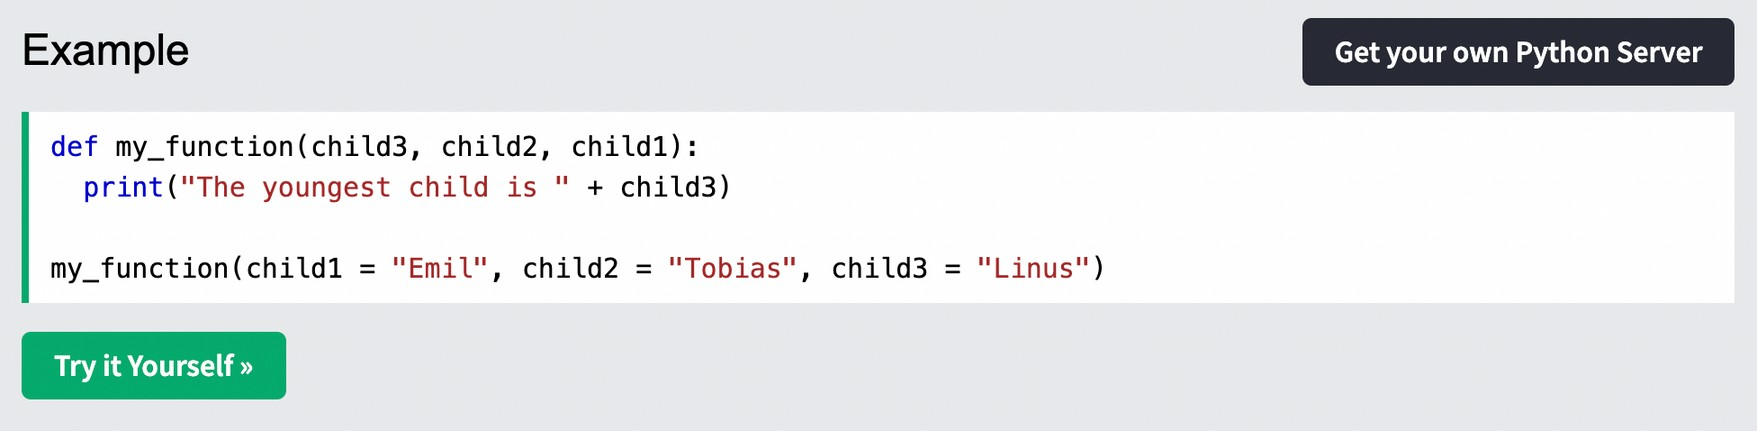 Example
Get your own Python Server
def my_function(child3, child2, child1):
  print("The youngest child is " + child3)
my_function(child1 = "Emil", child2 = "Tobias", child3 = "Linus")
Try it Yourself »